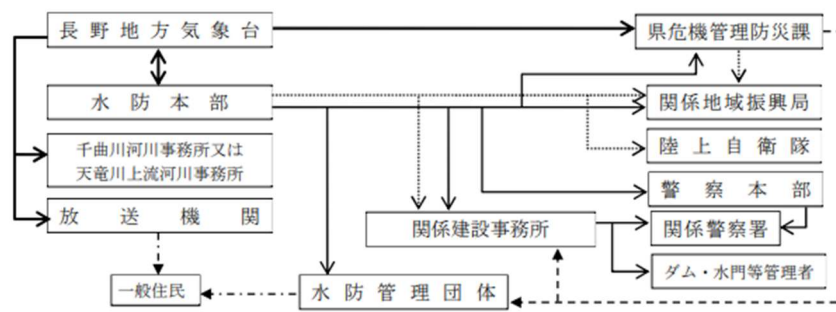 長野地方気象台
県危機管理防災課
水防本部
関係地域振興局
千曲川河川事務所又は
天竜川上流河川事務所
陸上自衛隊
警察本部
放送機関
関係建設事務所
関係警察署
ダム・水門等管理者
一般住民
水防管理団体